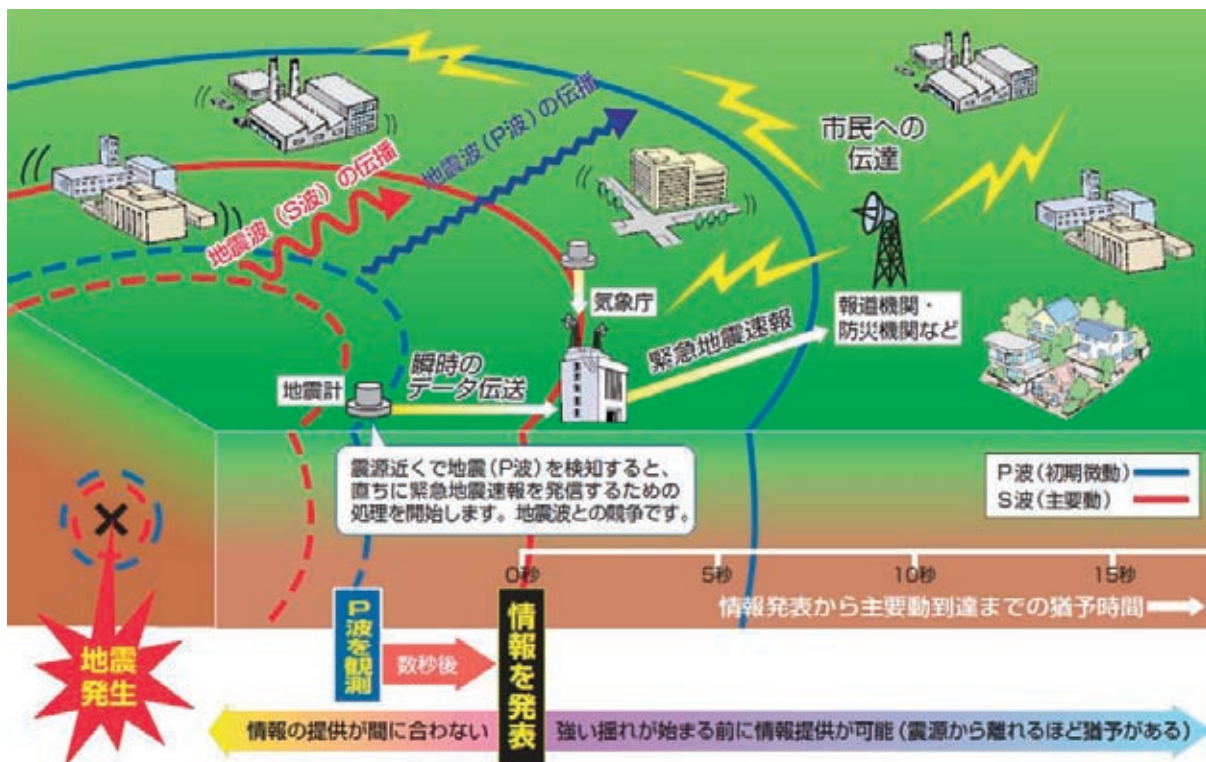 地震波（P波）の伝播
地震波（S波）の伝播
市民への
伝達
気象庁
報道機関・
防災機関など
緊急地震速報
瞬時の
データ伝送
地震計
震源近くで地震（P波）を検知すると、
直ちに緊急地震速報を発信するための
処理を開始します。地震波との競争です。
P波（初期微動）
S波（主要動）
0秒
5秒
10秒
15秒
情報発表から主要動到達までの猶予時間
地震
発生
P波を観測
数秒後
情報を発表
情報の提供が間に合わない
強い揺れが始まる前に情報提供が可能（震源から離れるほど猶予がある）